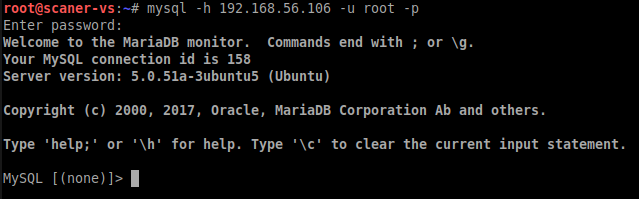 root@scaner-vs:~# mysql -h 192.168.56.106 -u root -p
Enter password:
Welcome to the MariaDB monitor.  Commands end with ; or \g.
Your MySQL connection id is 158
Server version: 5.0.51a-3ubuntu5 (Ubuntu)
Copyright (c) 2000, 2017, Oracle, MariaDB Corporation Ab and others.
Type 'help;' or '\h' for help. Type '\c' to clear the current input statement.
MySQL [(none)]>